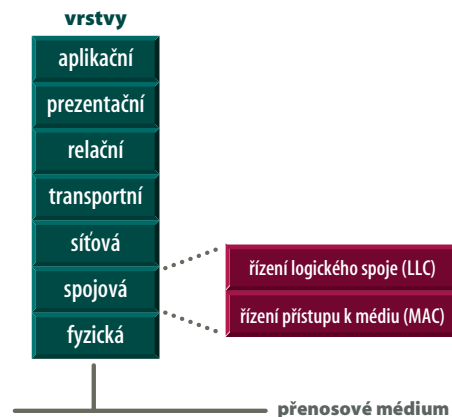 vrstvy
aplikační
prezentační
relační
transportní
síťová
spojová
fyzická
řízení logického spoje (LLC)
řízení přístupu k médiu (MAC)
přenosové médium